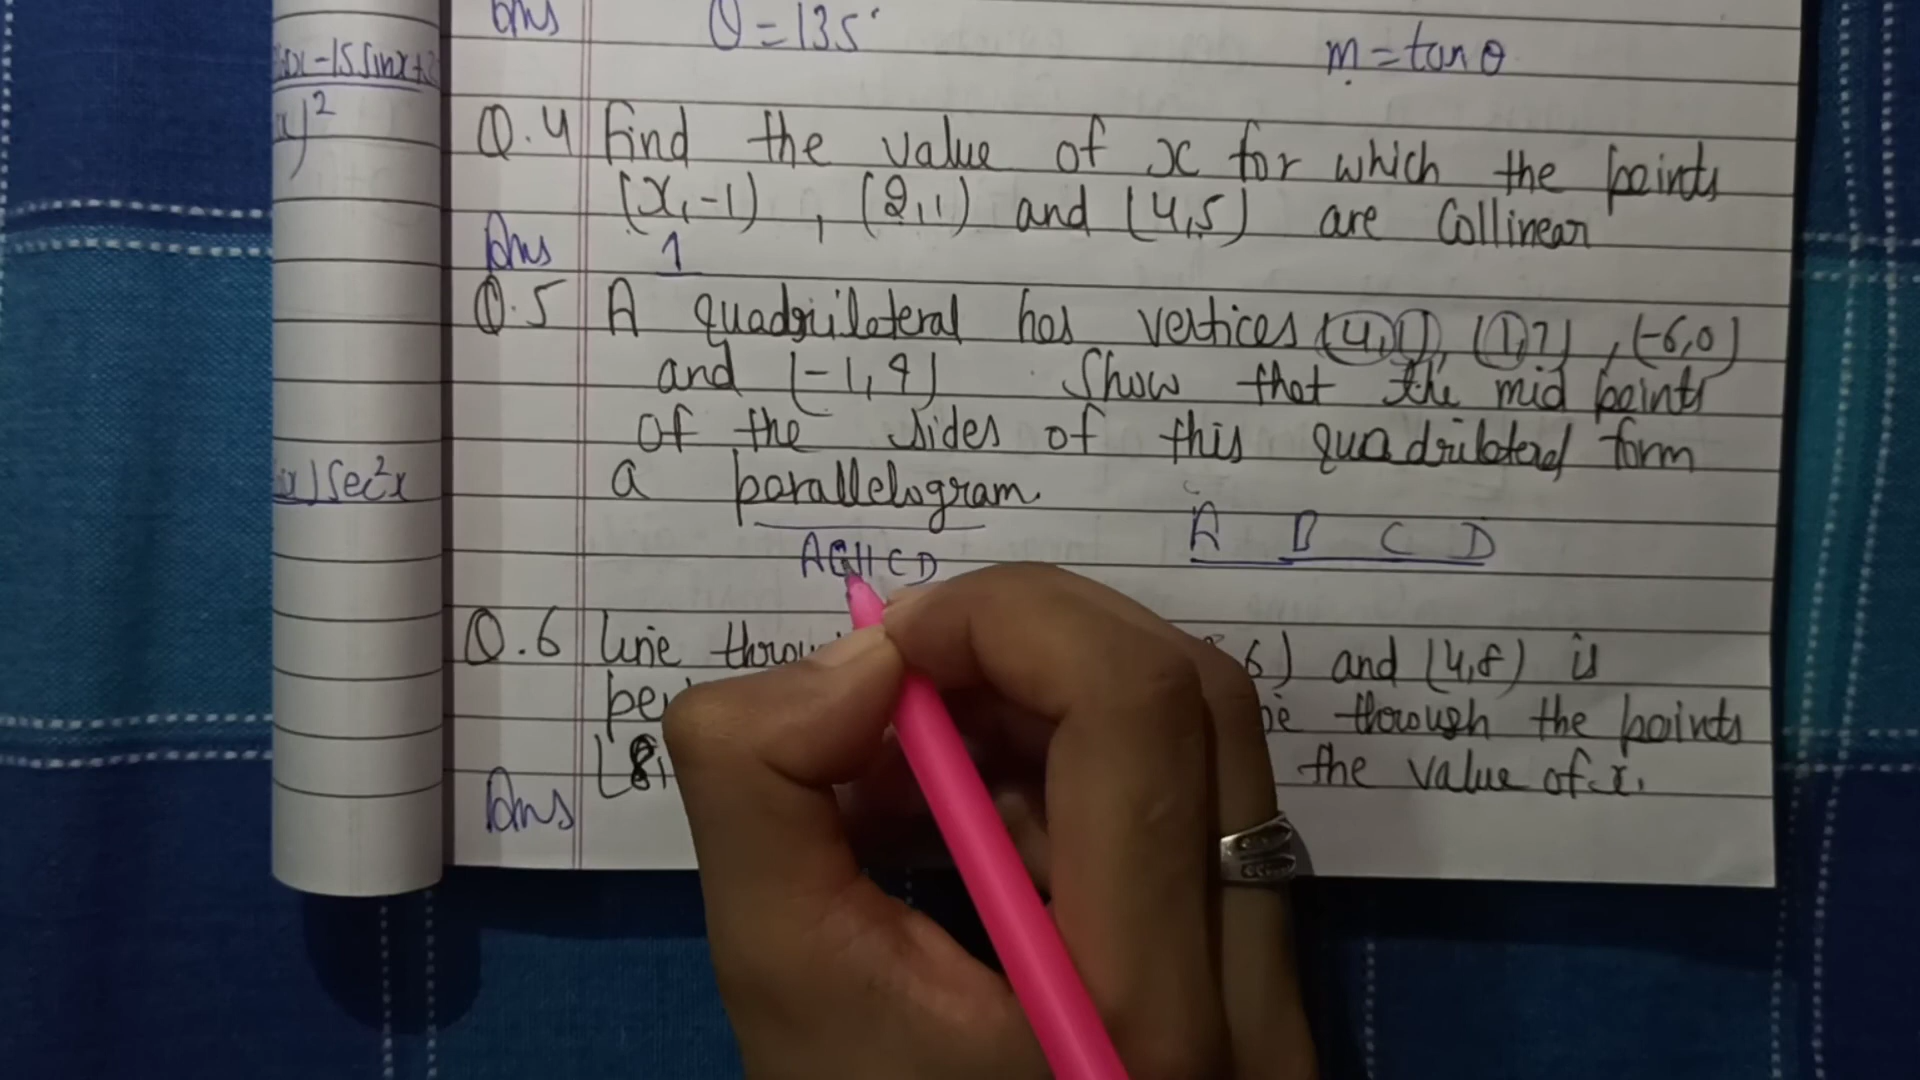 Ans θ = 135°
m = tanθ
)²
Q.4 find the value of x for which the points
(x, -1) , (2,1) and (4,5) are Collinear
Ans 1
Q.5 A quadrilateral has vertices (4,1), (1,7) , (-6,0)
and (-1,9) Show that the mid points
of the sides of this quadrilateral form
a parallelogram.
x) Sec²x
A B C D
CD
Q.6 line 6) and (4,8) is
through the points
the value of x.
Ans